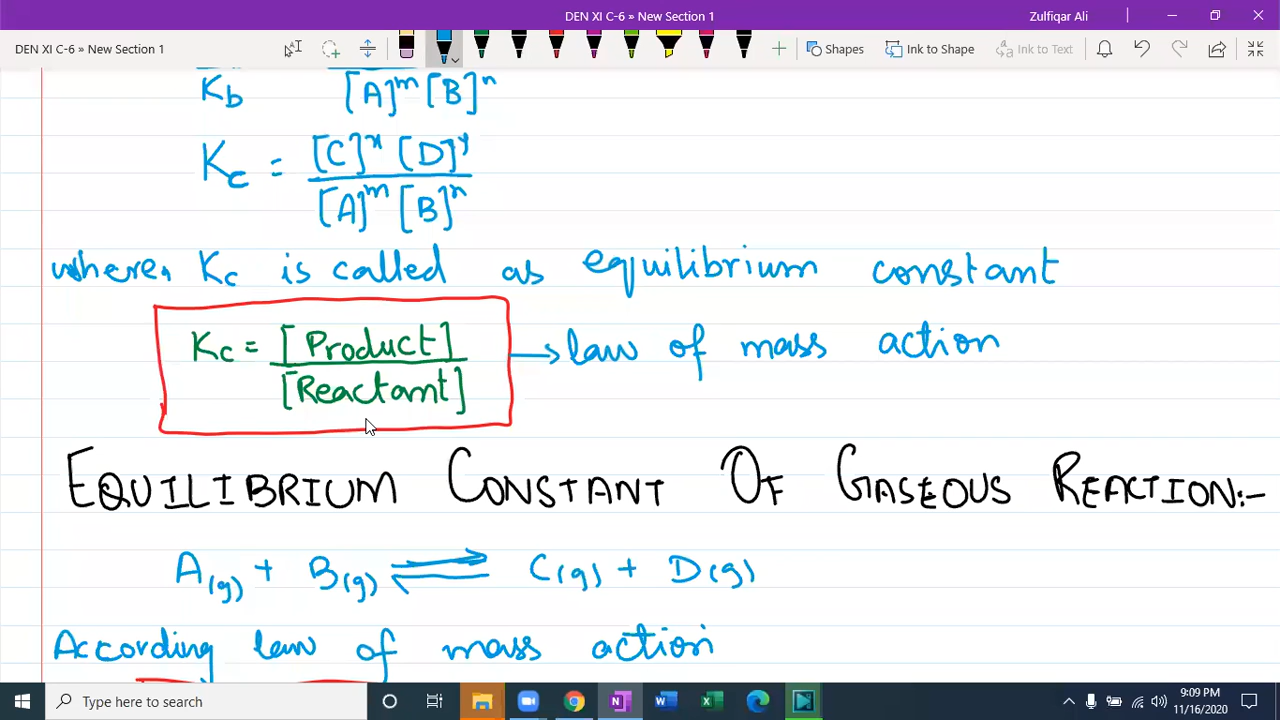 DEN XI C-6 » New Section 1
Zulfiqar Ali
DEN XI C-6 » New Section 1
Shapes
Ink to Shape
Ink to Text
Kb [A]^m [B]^n
Kc = [C]^x [D]^y
[A]^m [B]^n
where, Kc is called as equilibrium constant
Kc = [Product] → law of mass action
[Reactant]
EQUILIBRIUM CONSTANT OF GASEOUS REACTION:-
A(g) + B(g) ⇌ C(g) + D(g)
According law of mass action
Type here to search
9:09 PM
11/16/2020